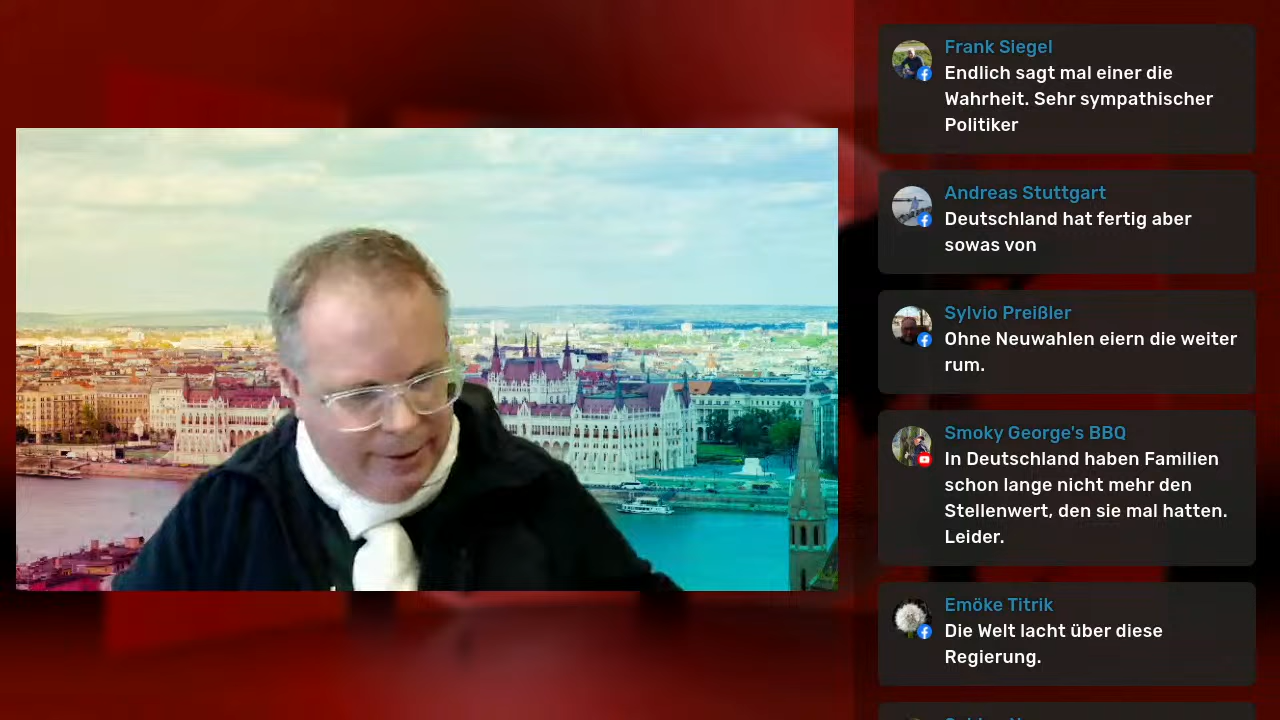 Frank Siegel
Endlich sagt mal einer die
Wahrheit. Sehr sympathischer
Politiker
Andreas Stuttgart
Deutschland hat fertig aber
sowas von
Sylvio Preißler
Ohne Neuwahlen eiern die weiter
rum.
Smoky George's BBQ
In Deutschland haben Familien
schon lange nicht mehr den
Stellenwert, den sie mal hatten.
Leider.
Emöke Titrik
Die Welt lacht über diese
Regierung.